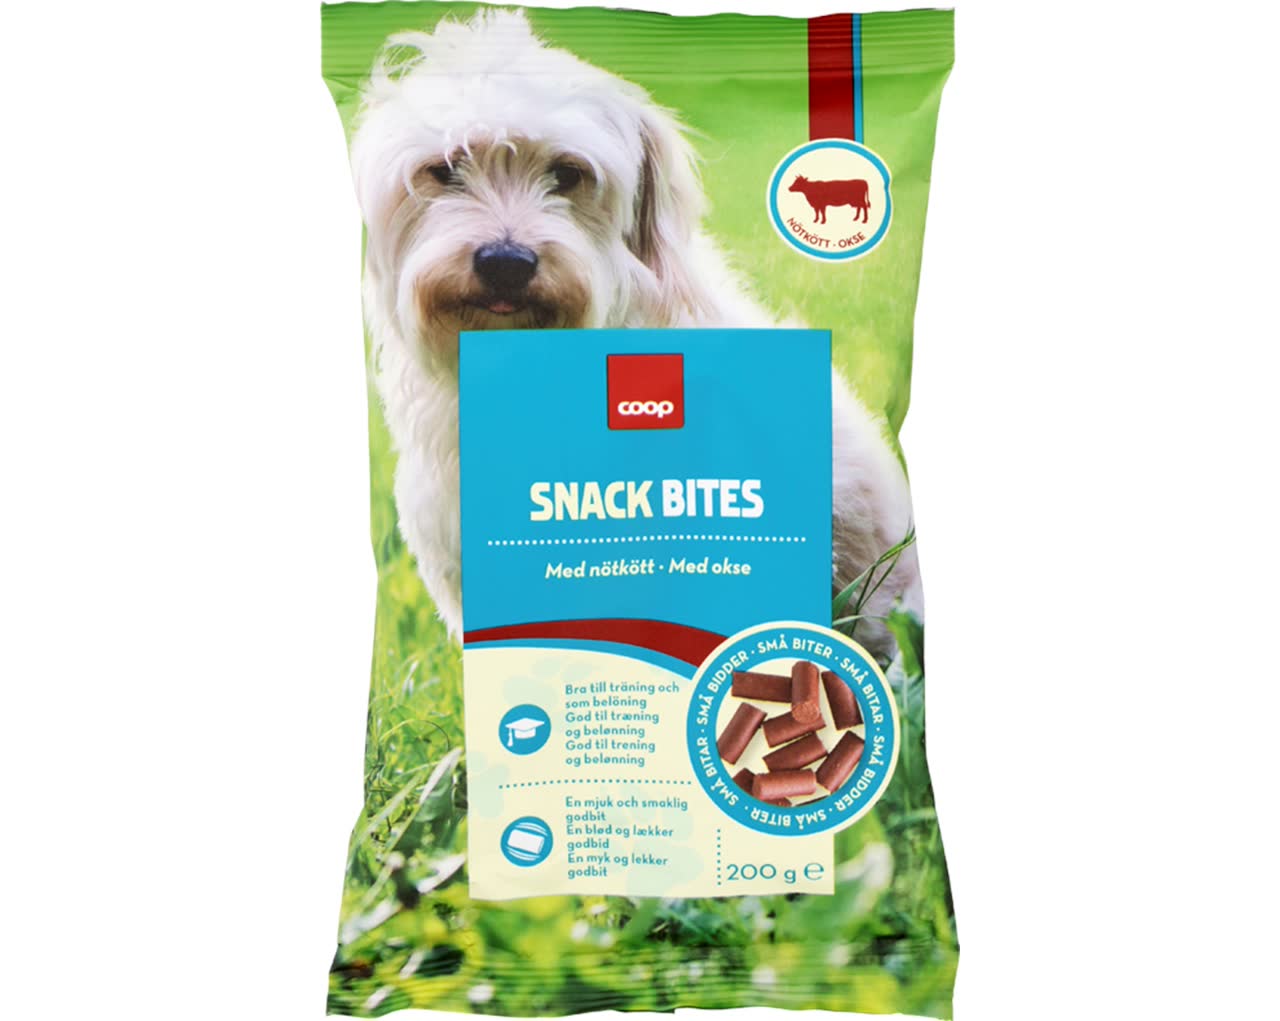 NÖTKÖTT · OKSE
coop
SNACK BITES
Med nötkött · Med okse
SMÅ BITAR · SMÅ BIDDER · SMÅ BITER · SMÅ BITAR · SMÅ BIDDER · SMÅ BITER ·
Bra till träning och
som belöning
God til træning
og belønning
God til trening
og belønning
En mjuk och smaklig
godbit
En blød og lækker
godbid
En myk og lekker
godbit
200 g ℮